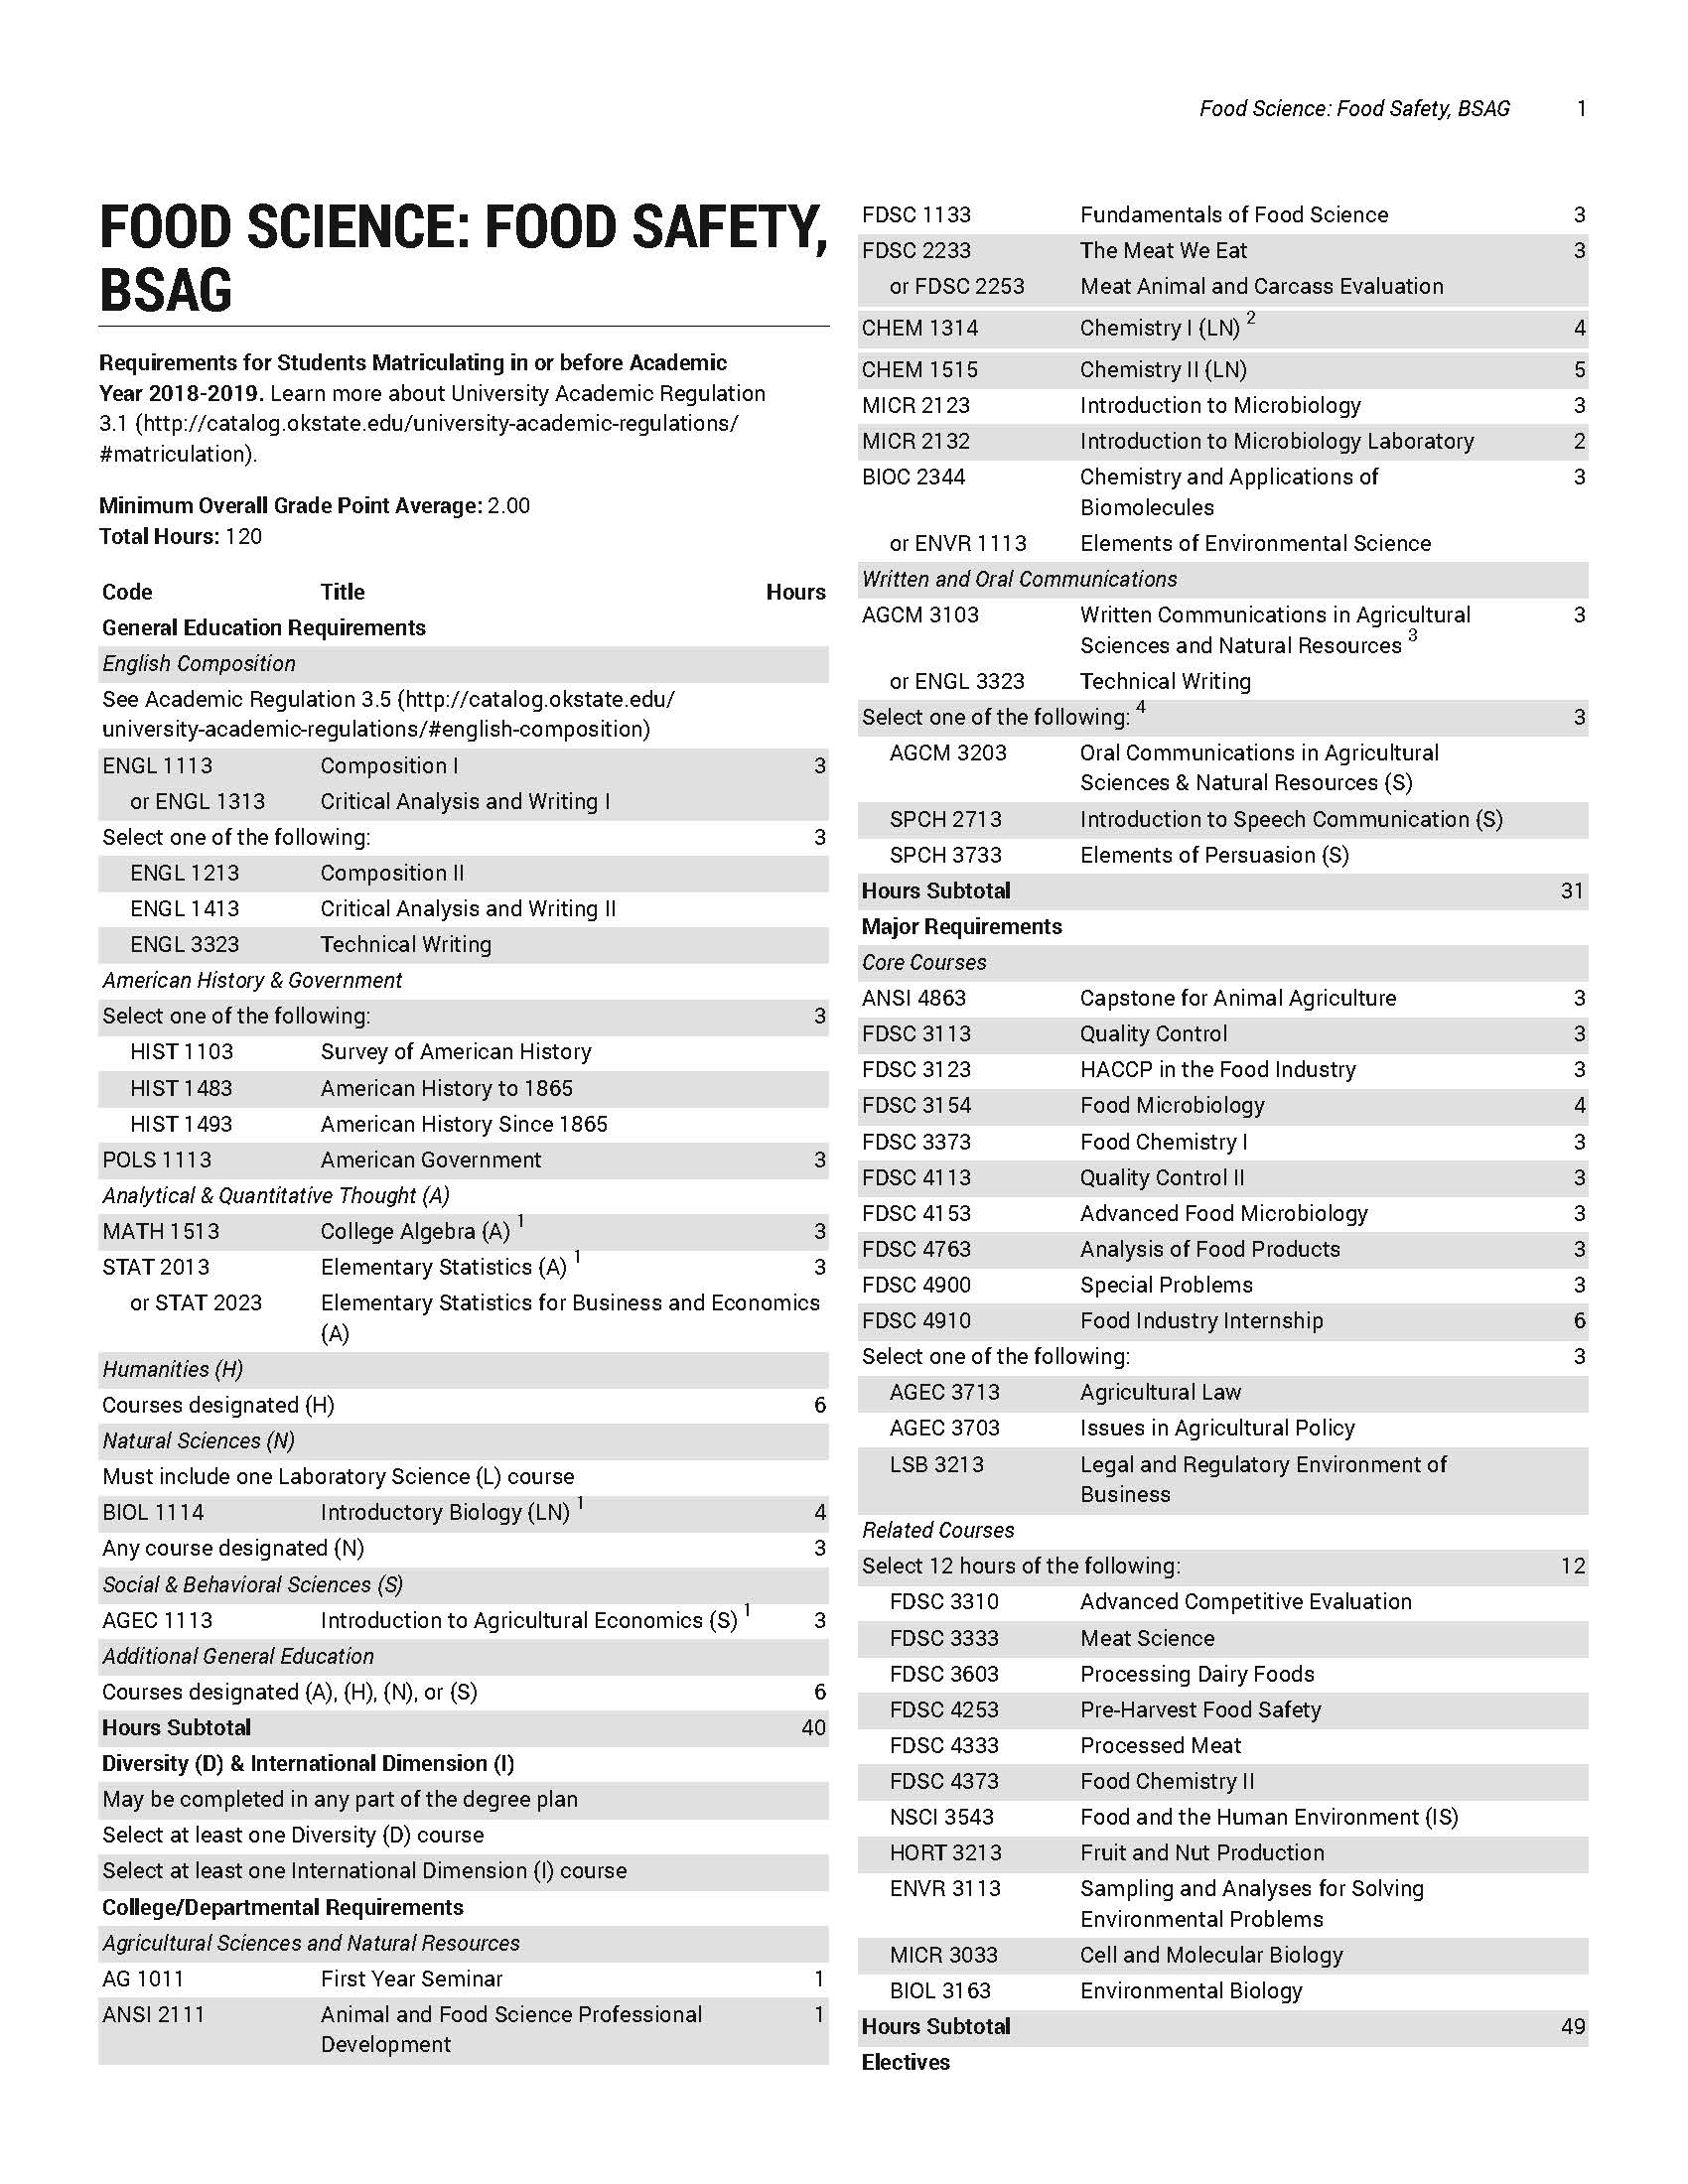 Food Science: Food Safety, BSAG 1
FOOD SCIENCE: FOOD SAFETY,
BSAG
Requirements for Students Matriculating in or before Academic
Year 2018-2019. Learn more about University Academic Regulation
3.1 (http://catalog.okstate.edu/university-academic-regulations/
#matriculation).
Minimum Overall Grade Point Average: 2.00
Total Hours: 120
Code Title Hours
General Education Requirements
English Composition
See Academic Regulation 3.5 (http://catalog.okstate.edu/
university-academic-regulations/#english-composition)
ENGL 1113 Composition I 3
or ENGL 1313 Critical Analysis and Writing I
Select one of the following: 3
ENGL 1213 Composition II
ENGL 1413 Critical Analysis and Writing II
ENGL 3323 Technical Writing
American History & Government
Select one of the following: 3
HIST 1103 Survey of American History
HIST 1483 American History to 1865
HIST 1493 American History Since 1865
POLS 1113 American Government 3
Analytical & Quantitative Thought (A)
MATH 1513 College Algebra (A) 1 3
STAT 2013 Elementary Statistics (A) 1 3
or STAT 2023 Elementary Statistics for Business and Economics
(A)
Humanities (H)
Courses designated (H) 6
Natural Sciences (N)
Must include one Laboratory Science (L) course
BIOL 1114 Introductory Biology (LN) 1 4
Any course designated (N) 3
Social & Behavioral Sciences (S)
AGEC 1113 Introduction to Agricultural Economics (S) 1 3
Additional General Education
Courses designated (A), (H), (N), or (S) 6
Hours Subtotal 40
Diversity (D) & International Dimension (I)
May be completed in any part of the degree plan
Select at least one Diversity (D) course
Select at least one International Dimension (I) course
College/Departmental Requirements
Agricultural Sciences and Natural Resources
AG 1011 First Year Seminar 1
ANSI 2111 Animal and Food Science Professional 1
Development
FDSC 1133 Fundamentals of Food Science 3
FDSC 2233 The Meat We Eat 3
or FDSC 2253 Meat Animal and Carcass Evaluation
CHEM 1314 Chemistry I (LN) 2 4
CHEM 1515 Chemistry II (LN) 5
MICR 2123 Introduction to Microbiology 3
MICR 2132 Introduction to Microbiology Laboratory 2
BIOC 2344 Chemistry and Applications of 3
Biomolecules
or ENVR 1113 Elements of Environmental Science
Written and Oral Communications
AGCM 3103 Written Communications in Agricultural 3
Sciences and Natural Resources 3
or ENGL 3323 Technical Writing
Select one of the following: 4 3
AGCM 3203 Oral Communications in Agricultural
Sciences & Natural Resources (S)
SPCH 2713 Introduction to Speech Communication (S)
SPCH 3733 Elements of Persuasion (S)
Hours Subtotal 31
Major Requirements
Core Courses
ANSI 4863 Capstone for Animal Agriculture 3
FDSC 3113 Quality Control 3
FDSC 3123 HACCP in the Food Industry 3
FDSC 3154 Food Microbiology 4
FDSC 3373 Food Chemistry I 3
FDSC 4113 Quality Control II 3
FDSC 4153 Advanced Food Microbiology 3
FDSC 4763 Analysis of Food Products 3
FDSC 4900 Special Problems 3
FDSC 4910 Food Industry Internship 6
Select one of the following: 3
AGEC 3713 Agricultural Law
AGEC 3703 Issues in Agricultural Policy
LSB 3213 Legal and Regulatory Environment of
Business
Related Courses
Select 12 hours of the following: 12
FDSC 3310 Advanced Competitive Evaluation
FDSC 3333 Meat Science
FDSC 3603 Processing Dairy Foods
FDSC 4253 Pre-Harvest Food Safety
FDSC 4333 Processed Meat
FDSC 4373 Food Chemistry II
NSCI 3543 Food and the Human Environment (IS)
HORT 3213 Fruit and Nut Production
ENVR 3113 Sampling and Analyses for Solving
Environmental Problems
MICR 3033 Cell and Molecular Biology
BIOL 3163 Environmental Biology
Hours Subtotal 49
Electives